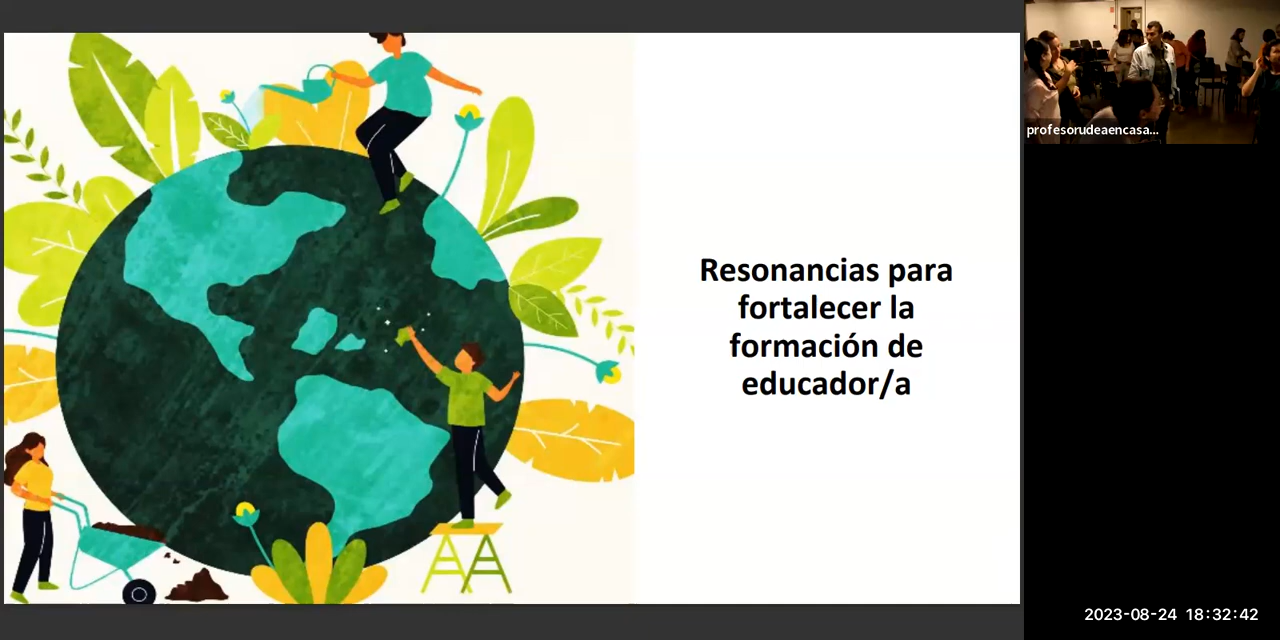 profesorudeaencasa...
Resonancias para
fortalecer la
formación de
educador/a
2023-08-24 18:32:42